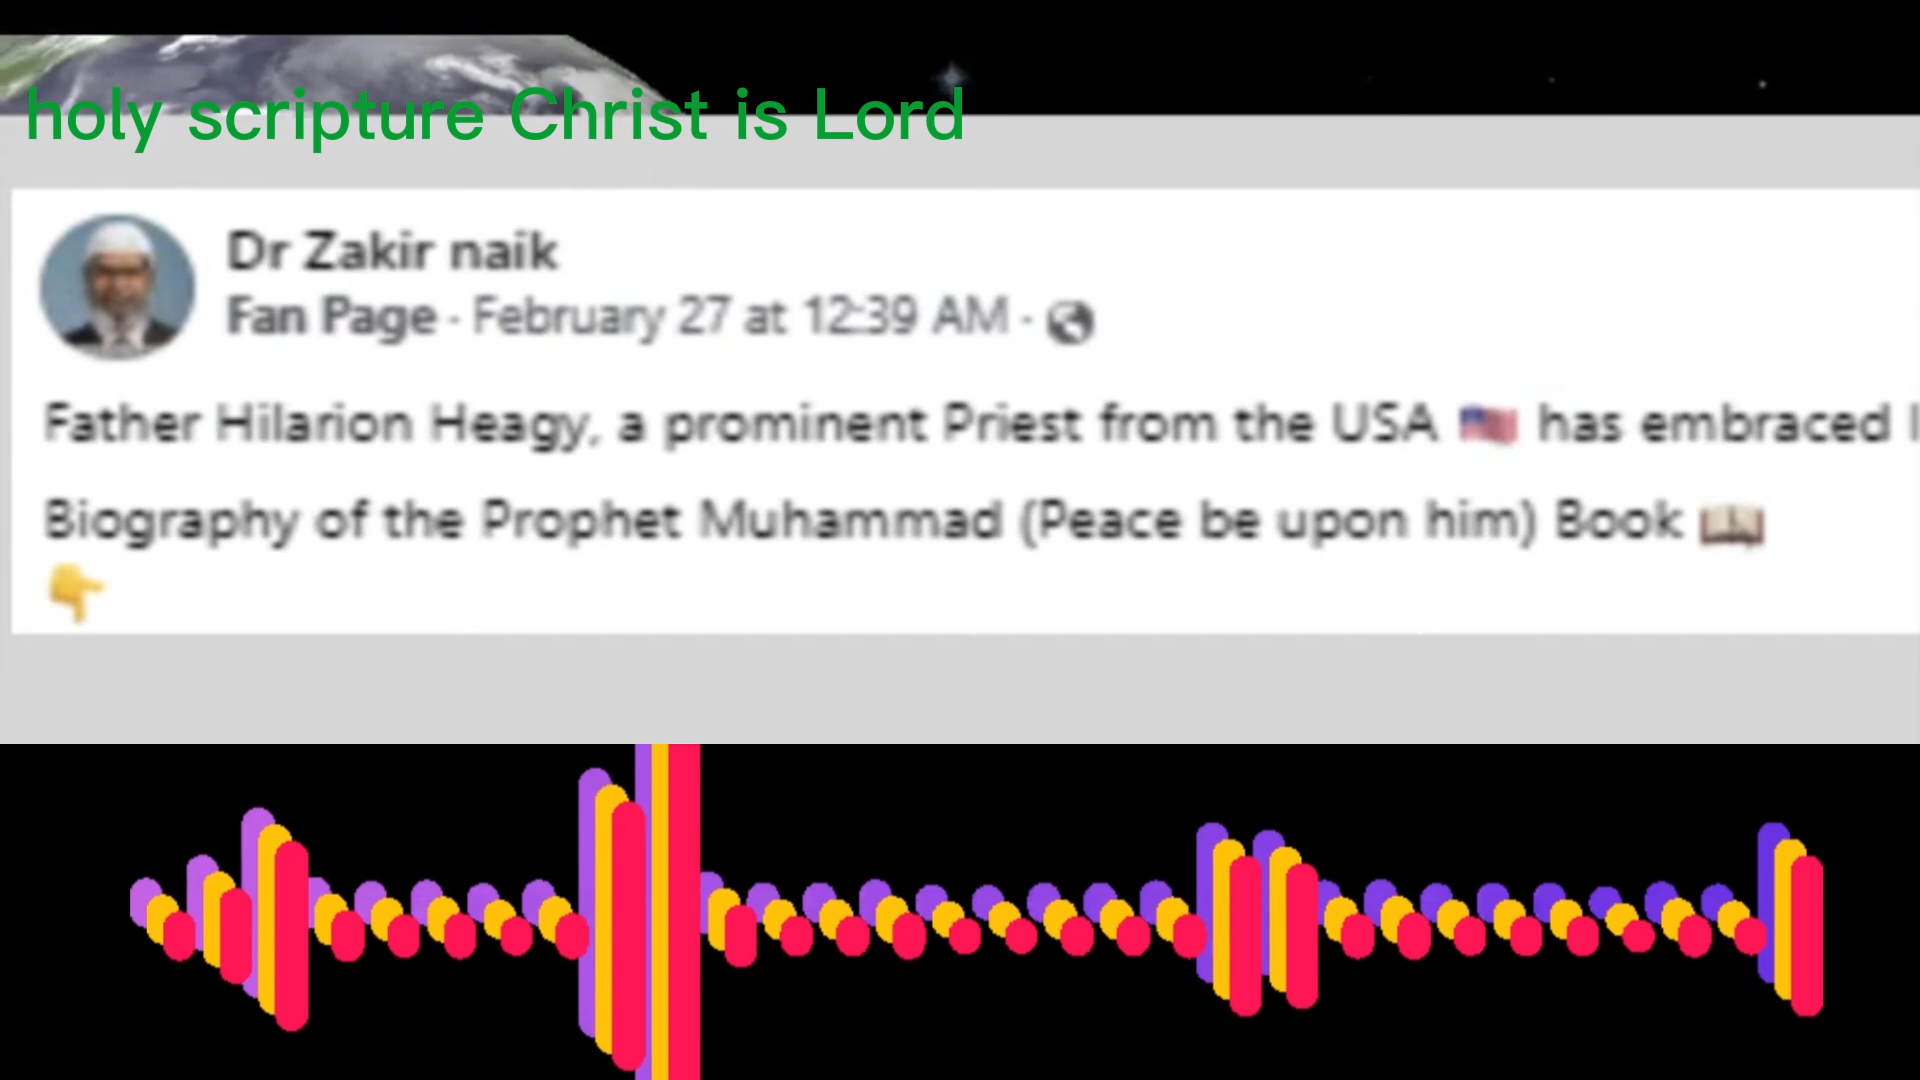 holy scripture Christ is Lord
Dr Zakir naik
Fan Page · February 27 at 12:39 AM ·
Father Hilarion Heagy, a prominent Priest from the USA 🇺🇸 has embraced
Biography of the Prophet Muhammad (Peace be upon him) Book 📖
👇